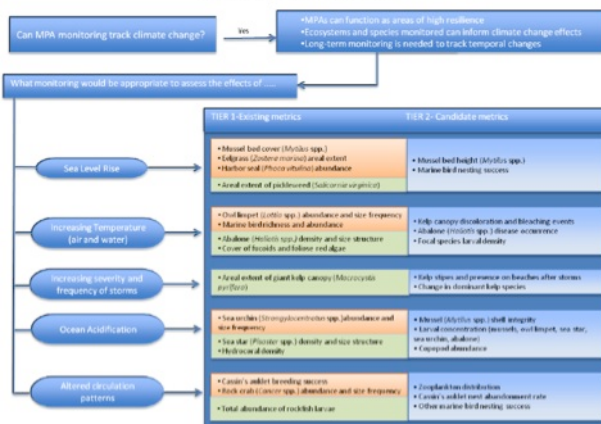 Can MPA monitoring track climate change?
Yes
•MPAs can function as areas of high resilience
•Ecosystems and species monitored can inform climate change effects
•Long-term monitoring is needed to track temporal changes
What monitoring would be appropriate to assess the effects of .....
TIER 1-Existing metrics
TIER 2- Candidate metrics
Sea Level Rise
• Mussel bed cover (Mytilus spp.)
• Eelgrass (Zostera marina) areal extent
• Harbor seal (Phoca vitulina) abundance
• Areal extent of pickleweed (Salicornia virginica)
• Mussel bed height (Mytilus spp.)
• Marine bird nesting success
Increasing Temperature
(air and water)
• Owl limpet (Lottia spp.) abundance and size frequency
• Marine bird richness and abundance
• Abalone (Haliotis spp.) density and size structure
• Cover of fucoids and foliose red algae
• Kelp canopy discoloration and bleaching events
• Abalone (Haliotis spp.) disease occurrence
• Focal species larval density
Increasing severity and
frequency of storms
• Areal extent of giant kelp canopy (Macrocystis
pyrifera)
• Kelp stipes and presence on beaches after storms
• Change in dominant kelp species
Ocean Acidification
• Sea urchin (Strongylocentrotus spp.)abundance and
size frequency
• Sea star (Pisaster spp.) density and size structure
• Hydrocoral density
• Mussel (Mytilus spp.) shell integrity
• Larval concentration (mussels, owl limpet, sea star,
sea urchin, abalone)
• Copepod abundance
Altered circulation
patterns
• Cassin's auklet breeding success
• Rock crab (Cancer spp.) abundance and size frequency
• Total abundance of rockfish larvae
• Zooplankton distribution
• Cassin's auklet nest abandonment rate
• Other marine bird nesting success